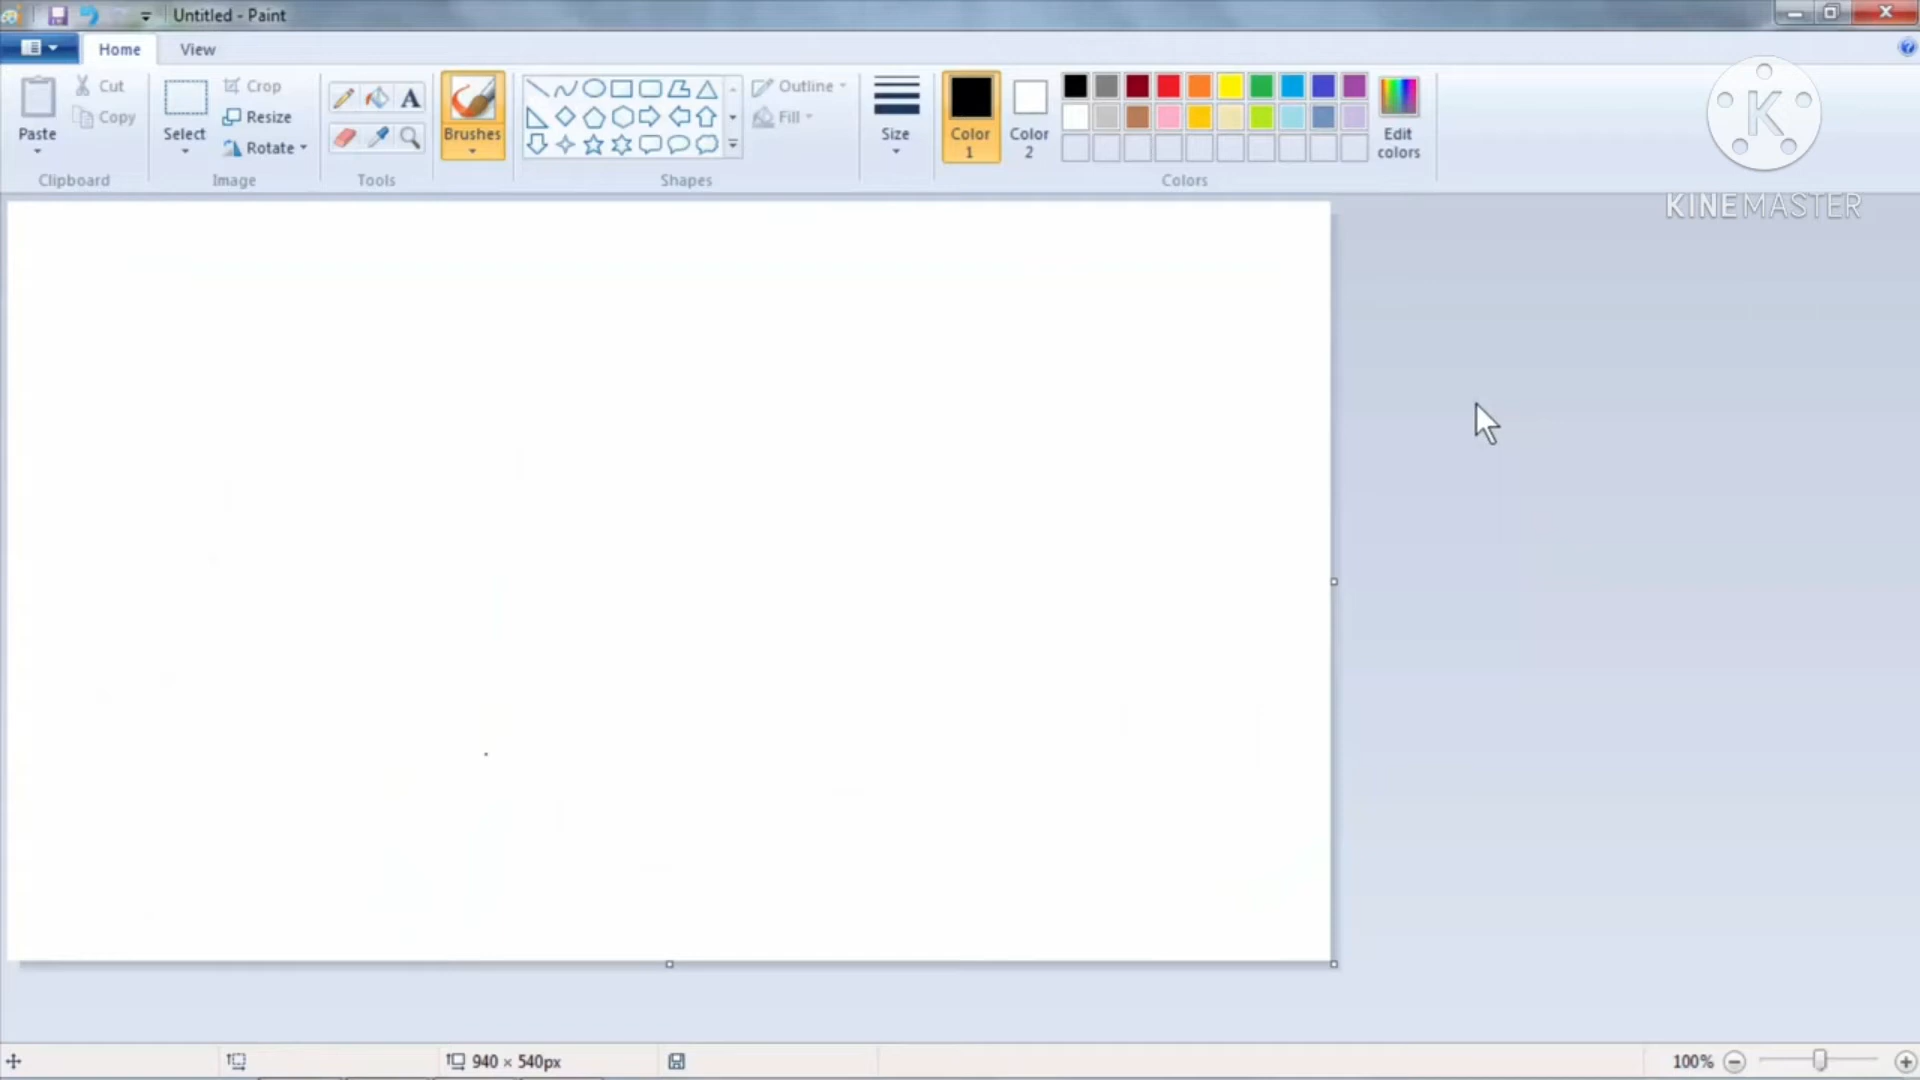 Untitled - Paint
Home View
Paste
Cut
Copy
Clipboard
Select
Crop
Resize
Rotate
Image
A
Tools
Brushes
Shapes
Outline
Fill
Size
Color 1
Color 2
Edit colors
Colors
K
KINEMASTER
940 × 540px
100%